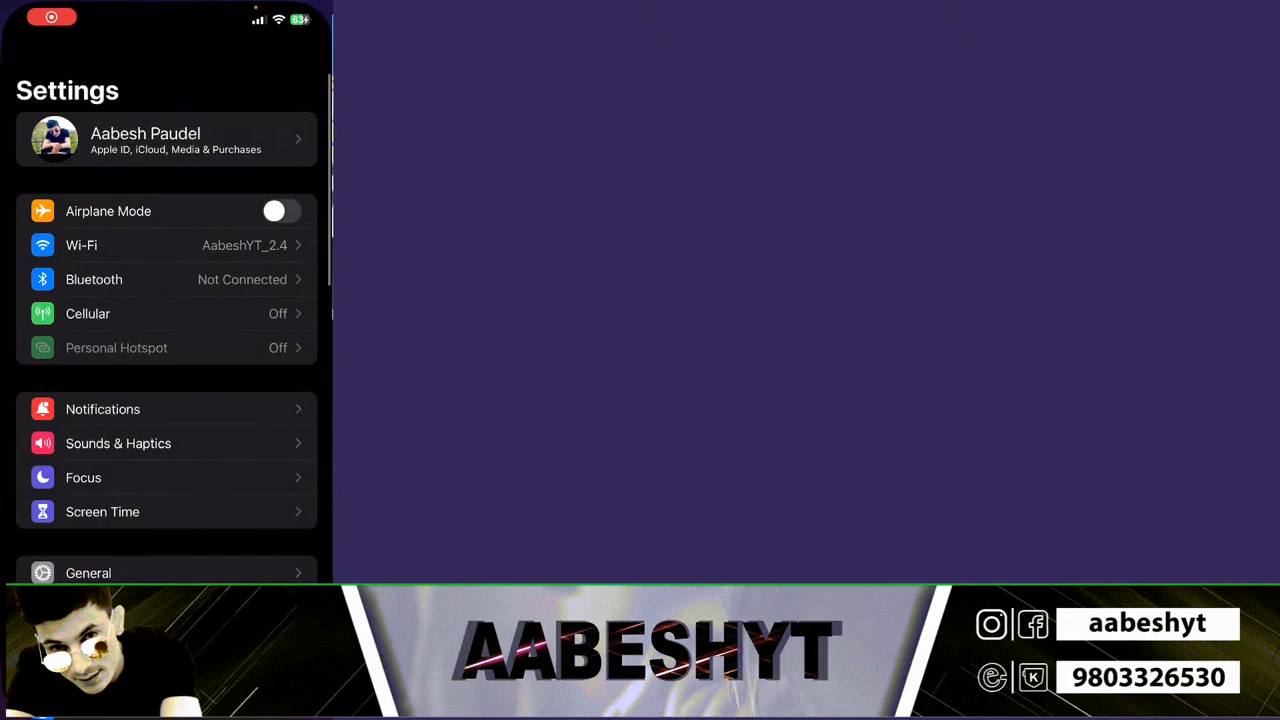 63
Settings
Aabesh Paudel
Apple ID, iCloud, Media & Purchases
Airplane Mode
Wi-Fi AabeshYT_2.4
Bluetooth Not Connected
Cellular Off
Personal Hotspot Off
Notifications
Sounds & Haptics
Focus
Screen Time
General
AABESHYT
aabeshyt
9803326530